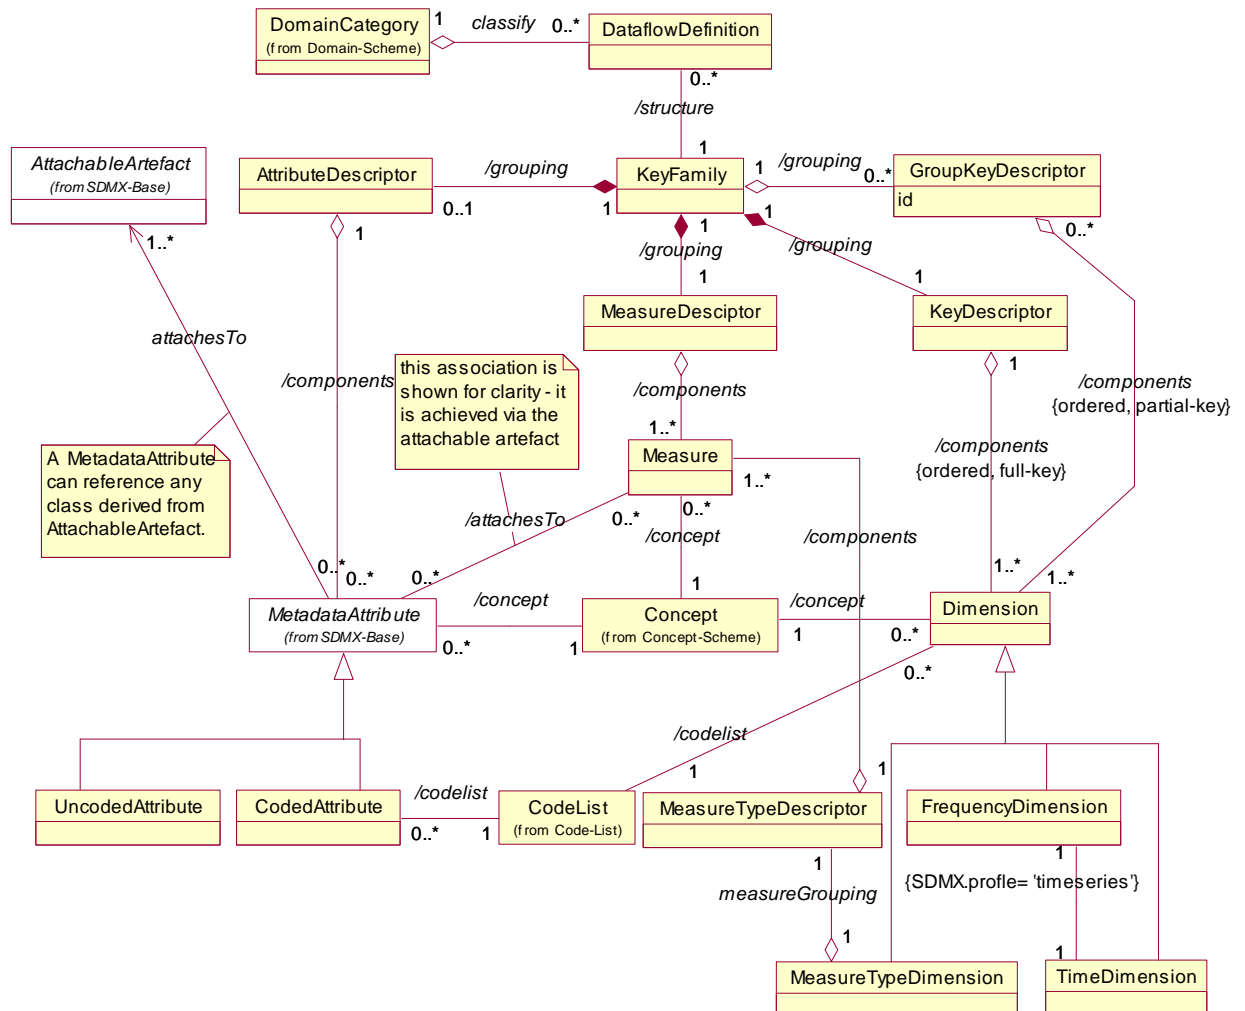 DomainCategory
(from Domain-Scheme)
1
classify
0..*
DataflowDefinition
0..*
/structure
1
AttachableArtefact
(from SDMX-Base)
1..*
AttributeDescriptor
0..1
1
/grouping
1
KeyFamily
1
/grouping
0..*
GroupKeyDescriptor
id
0..*
1
/grouping
1
1
/grouping
1
MeasureDesciptor
KeyDescriptor
1
attachesTo
/components
this association is
shown for clarity - it
is achieved via the
attachable artefact
/components
1..*
/components
{ordered, partial-key}
/components
{ordered, full-key}
A MetadataAttribute
can reference any
class derived from
AttachableArtefact.
Measure
1..*
0..*
0..*
/attachesTo
/concept
/components
0..*
0..*
0..*
1
1..*
1..*
MetadataAttribute
(from SDMX-Base)
/concept
0..*
1
Concept
(from Concept-Scheme)
/concept
1
0..*
Dimension
0..*
/codelist
1
1
UncodedAttribute
CodedAttribute
/codelist
0..*
1
CodeList
(from Code-List)
MeasureTypeDescriptor
FrequencyDimension
1
1
measureGrouping
{SDMX.profle= 'timeseries'}
1
1
MeasureTypeDimension
TimeDimension